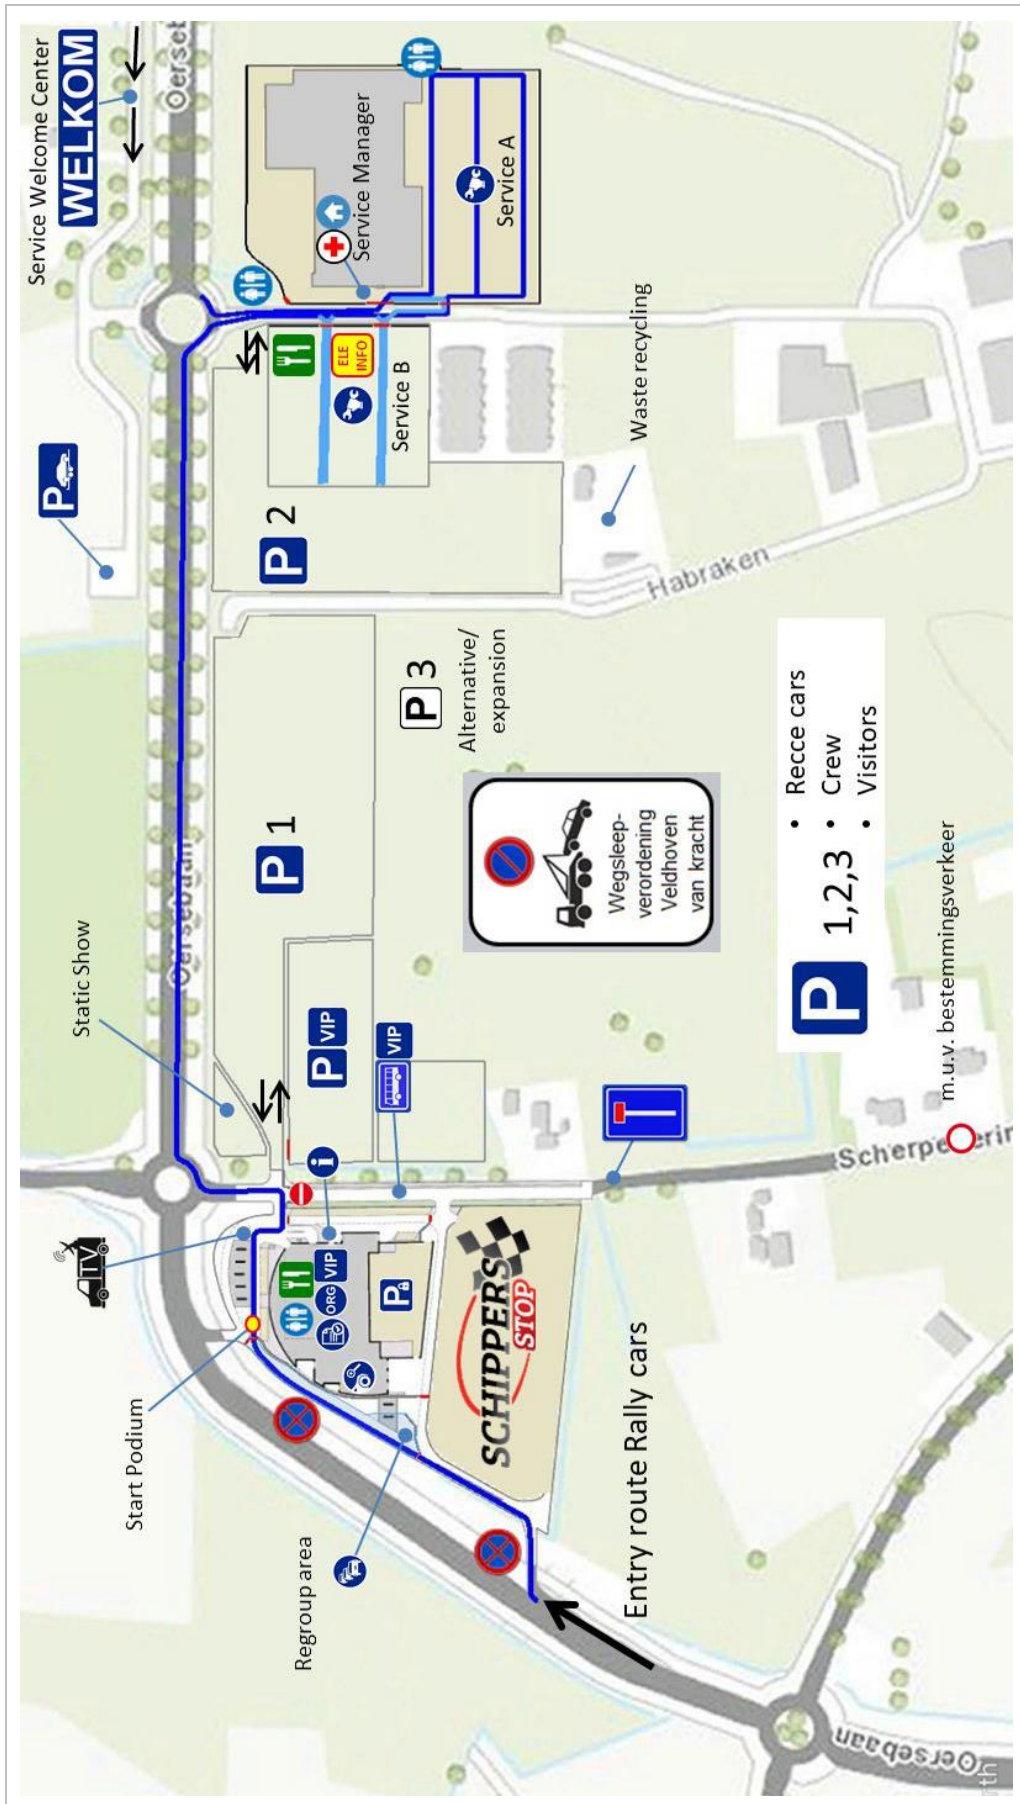 Service Welcome Center
WELKOM
P
Static Show
TV
Start Podium
Regroup area
Oerseb
Oersebaan
Service Manager
Service A
ELE
INFO
Service B
P 2
P 1
P 3
Alternative/
expansion
P VIP
VIP
i
VIP
ORG
P
SCHIPPERS
STOP
Wegsleep-
verordening
Veldhoven
van kracht
Waste recycling
Habraken
Entry route Rally cars
P 1,2,3
• Recce cars
• Crew
• Visitors
m.u.v. bestemmingsverkeer
Oersebaan